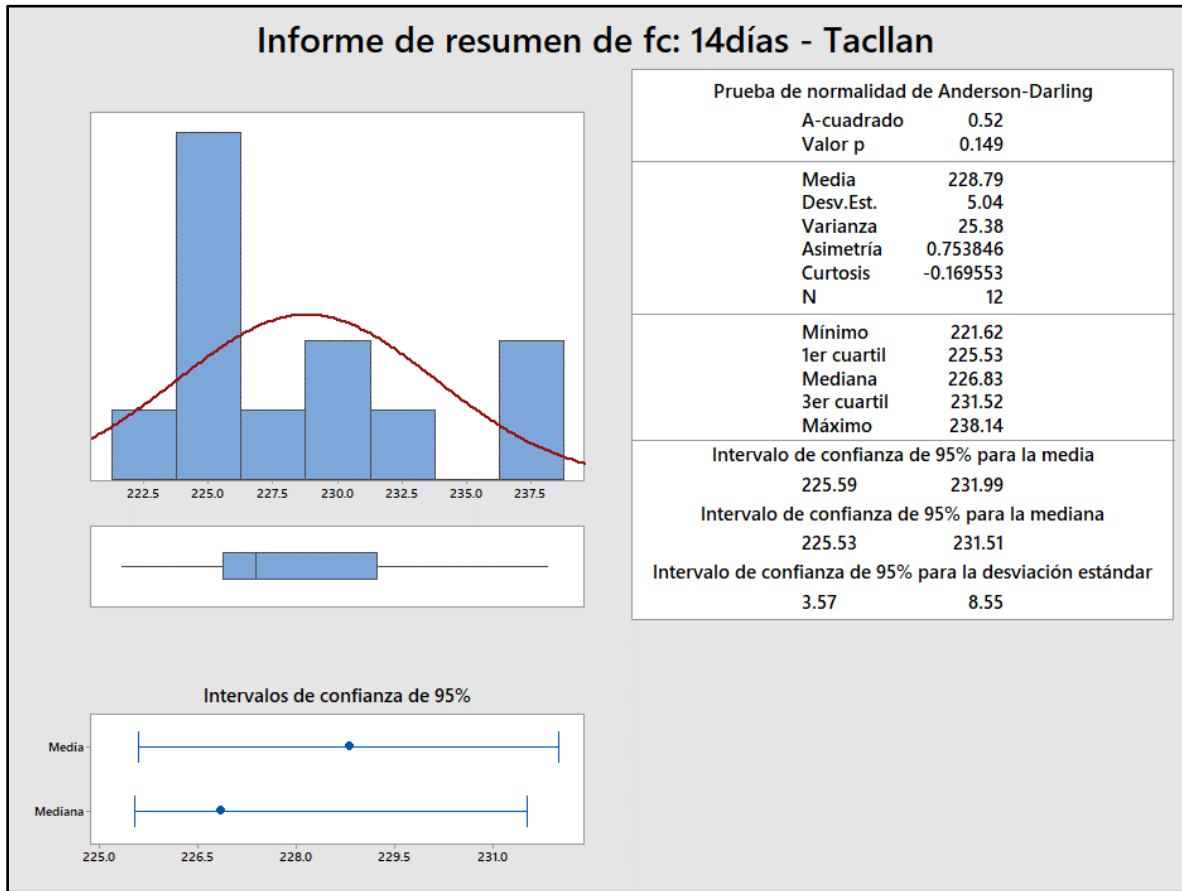 Informe de resumen de fc: 14días - Tacllan
222.5 225.0 227.5 230.0 232.5 235.0 237.5
Intervalos de confianza de 95%
Media
Mediana
225.0 226.5 228.0 229.5 231.0
Prueba de normalidad de Anderson-Darling
A-cuadrado 0.52
Valor p 0.149
Media 228.79
Desv.Est. 5.04
Varianza 25.38
Asimetría 0.753846
Curtosis -0.169553
N 12
Mínimo 221.62
1er cuartil 225.53
Mediana 226.83
3er cuartil 231.52
Máximo 238.14
Intervalo de confianza de 95% para la media
225.59 231.99
Intervalo de confianza de 95% para la mediana
225.53 231.51
Intervalo de confianza de 95% para la desviación estándar
3.57 8.55